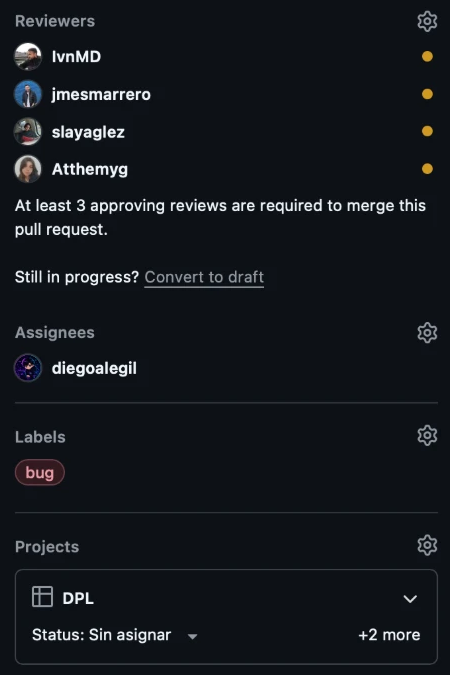 Reviewers
IvnMD
jmesmarrero
slayaglez
Atthemyg
At least 3 approving reviews are required to merge this
pull request.
Still in progress? Convert to draft
Assignees
diegoalegil
Labels
bug
Projects
DPL
Status: Sin asignar
+2 more